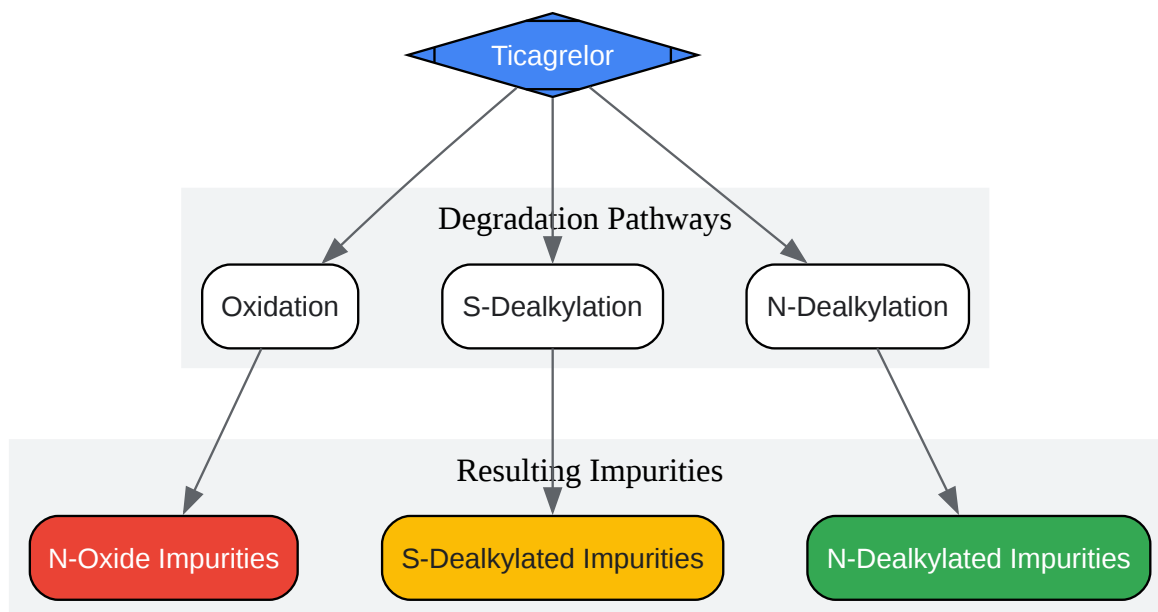 Ticagrelor
Degradation Pathways
Oxidation
S-Dealkylation
N-Dealkylation
Resulting Impurities
N-Oxide Impurities
S-Dealkylated Impurities
N-Dealkylated Impurities